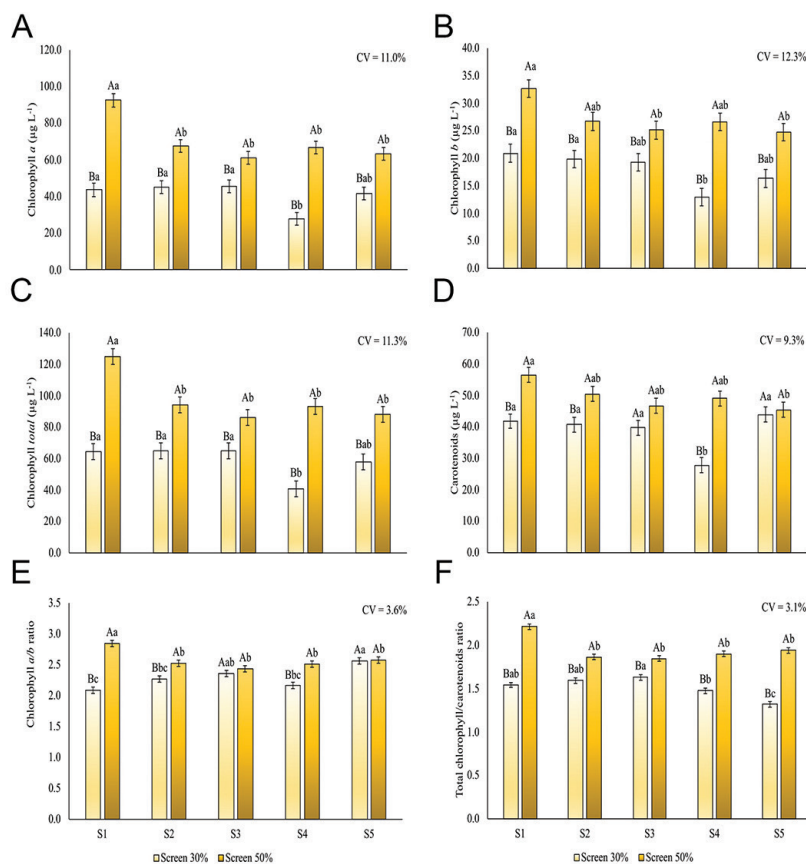 A
CV = 11.0%
Chlorophyll a (µg L⁻¹)
120.0
100.0
80.0
60.0
40.0
20.0
0.0
Ba
Aa
Ba
Ab
Ba
Ab
Bb
Ab
Bab
Ab
B
CV = 12.3%
Chlorophyll b (µg L⁻¹)
40.0
35.0
30.0
25.0
20.0
15.0
10.0
5.0
0.0
Ba
Aa
Ba
Aab
Bab
Ab
Bb
Aab
Bab
Ab
C
CV = 11.3%
Chlorophyll total (µg L⁻¹)
140.0
120.0
100.0
80.0
60.0
40.0
20.0
0.0
Ba
Aa
Ba
Ab
Ba
Ab
Bb
Ab
Bab
Ab
D
CV = 9.3%
Carotenoids (µg L⁻¹)
70.0
60.0
50.0
40.0
30.0
20.0
10.0
0.0
Ba
Aa
Ba
Aab
Aa
Aab
Bb
Aab
Aa
Ab
E
CV = 3.6%
Chlorophyll a/b ratio
3.5
3.0
2.5
2.0
1.5
1.0
0.5
0.0
Bc
Aa
Bbc
Ab
Aab
Ab
Bbc
Ab
Aa
Ab
S1
S2
S3
S4
S5
Screen 30% Screen 50%
F
CV = 3.1%
Total chlorophyll/carotenoids ratio
2.5
2.0
1.5
1.0
0.5
0.0
Bab
Aa
Bab
Ab
Ba
Ab
Bb
Ab
Bc
Ab
S1
S2
S3
S4
S5
Screen 30% Screen 50%